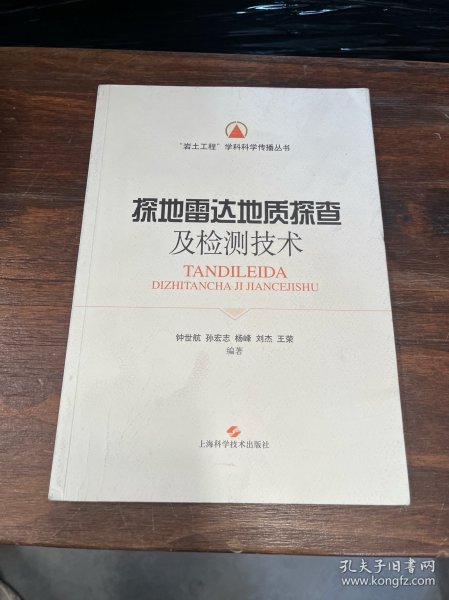 “岩土工程”学科科学传播丛书
探地雷达地质探查
及检测技术
TANDILEIDA
DIZHITANCHA JI JIANCEJISHU
钟世航 孙宏志 杨峰 刘杰 王荣
编著
上海科学技术出版社
孔夫子旧书网
www.kongfz.com